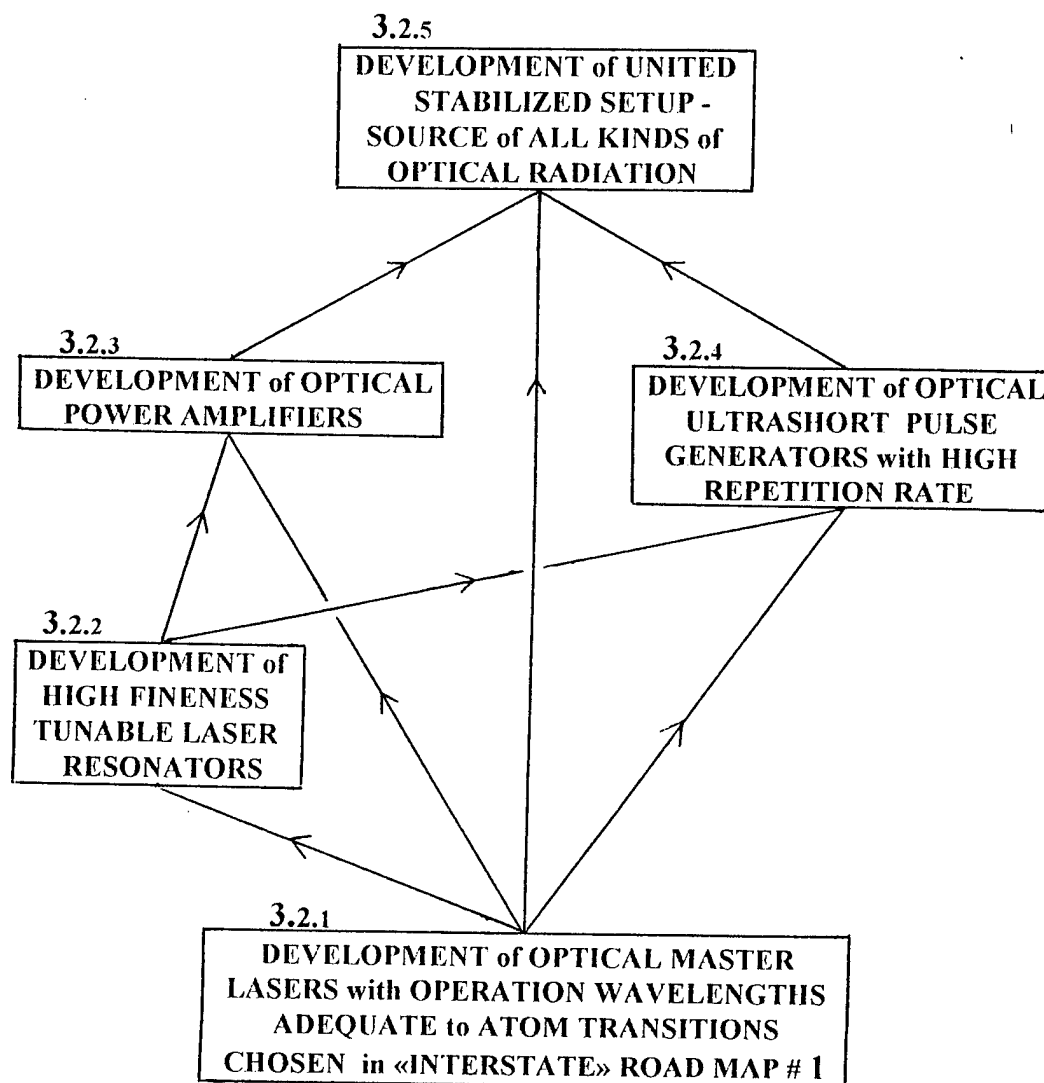 3.2.5
DEVELOPMENT of UNITED
STABILIZED SETUP -
SOURCE of ALL KINDS of
OPTICAL RADIATION
3.2.3
DEVELOPMENT of OPTICAL
POWER AMPLIFIERS
3.2.4
DEVELOPMENT of OPTICAL
ULTRASHORT PULSE
GENERATORS with HIGH
REPETITION RATE
3.2.2
DEVELOPMENT of
HIGH FINENESS
TUNABLE LASER
RESONATORS
3.2.1
DEVELOPMENT of OPTICAL MASTER
LASERS with OPERATION WAVELENGTHS
ADEQUATE to ATOM TRANSITIONS
CHOSEN in «INTERSTATE» ROAD MAP # 1